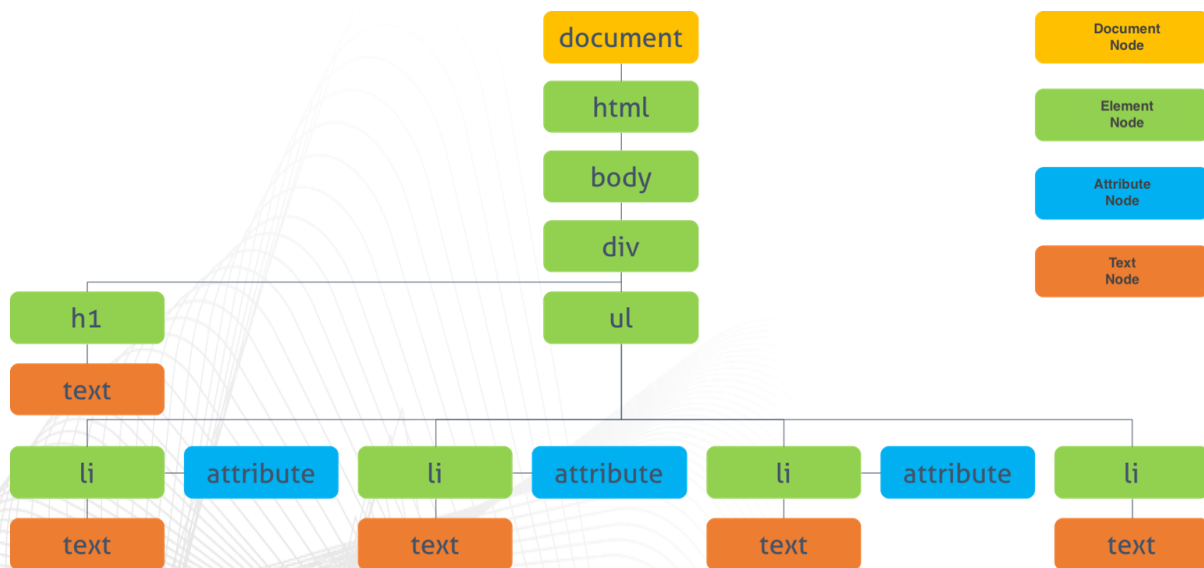 document
html
body
div
h1
ul
text
li
attribute
li
attribute
li
attribute
li
text
text
text
text
Document
Node
Element
Node
Attribute
Node
Text
Node